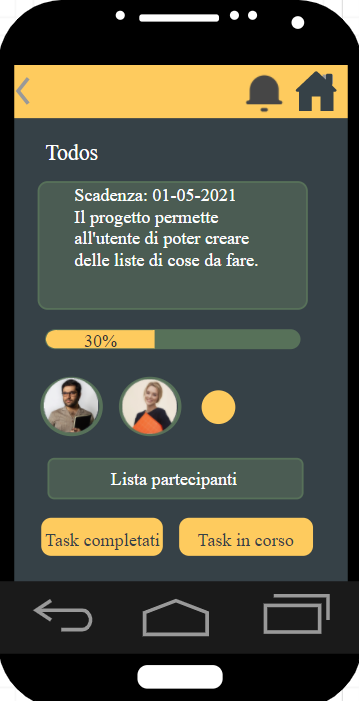 Todos
Scadenza: 01-05-2021
Il progetto permette
all'utente di poter creare
delle liste di cose da fare.
30%
Lista partecipanti
Task completati
Task in corso